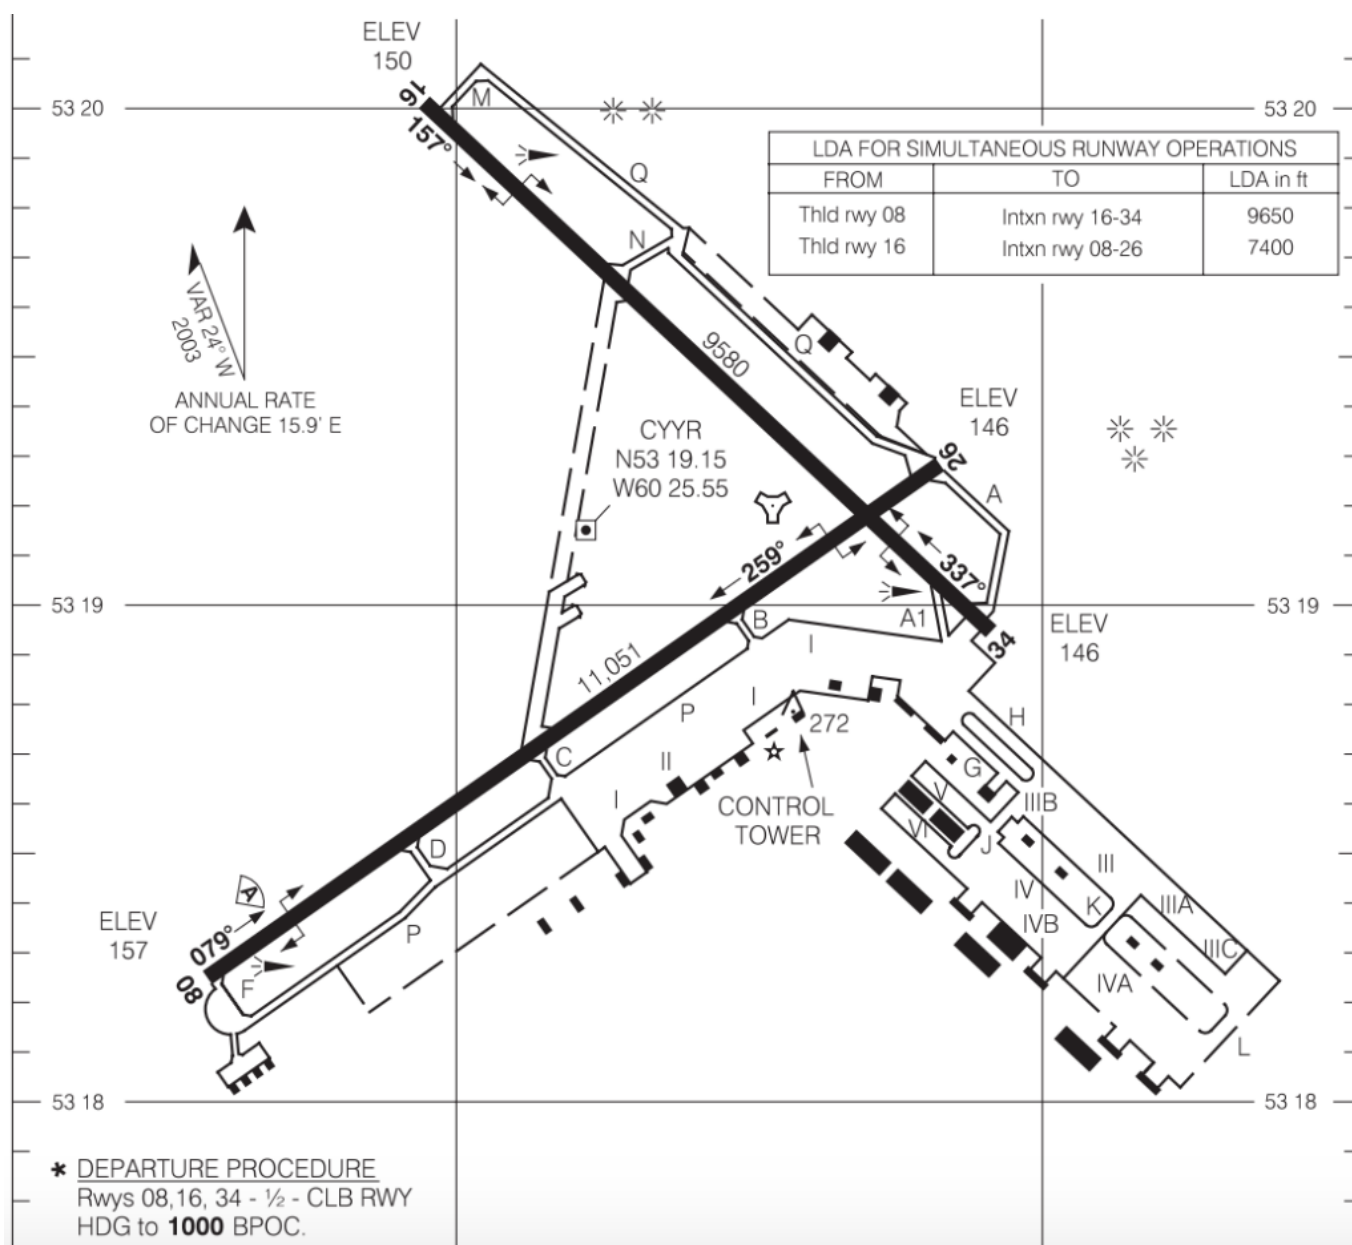 ELEV
150
16
157°
M
53 20
53 20
LDA FOR SIMULTANEOUS RUNWAY OPERATIONS
FROM TO LDA in ft
Thld rwy 08 Intxn rwy 16-34 9650
Thld rwy 16 Intxn rwy 08-26 7400
Q
N
VAR 24° W
2003
ANNUAL RATE
OF CHANGE 15.9' E
9580
Q
ELEV
146
26
CYYR
N53 19.15
W60 25.55
A
259°
337°
53 19
53 19
B
A1
I
34
ELEV
146
11,051
P
I
272
H
C
II
G
V
IIIB
I
CONTROL
TOWER
VI
J
D
III
IV
K
IIIA
A
ELEV
157
079°
P
IVB
IIIC
08
F
IVA
L
53 18
53 18
* DEPARTURE PROCEDURE
Rwys 08,16, 34 - ½ - CLB RWY
HDG to 1000 BPOC.